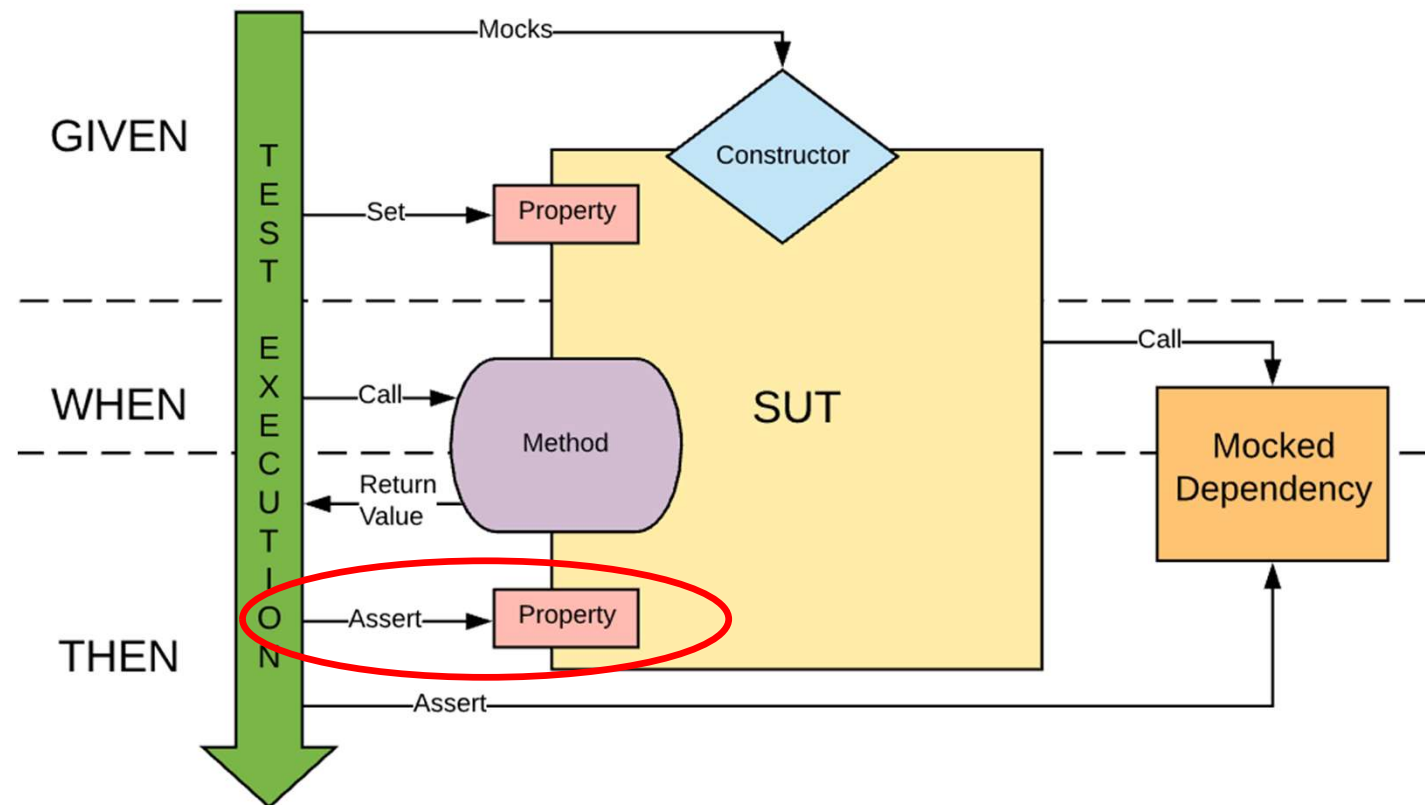 Mocks
GIVEN
Constructor
Set
Property
TEST EXECUTION
Call
WHEN
Call
SUT
Method
Mocked
Dependency
Return
Value
Assert
Property
THEN
Assert